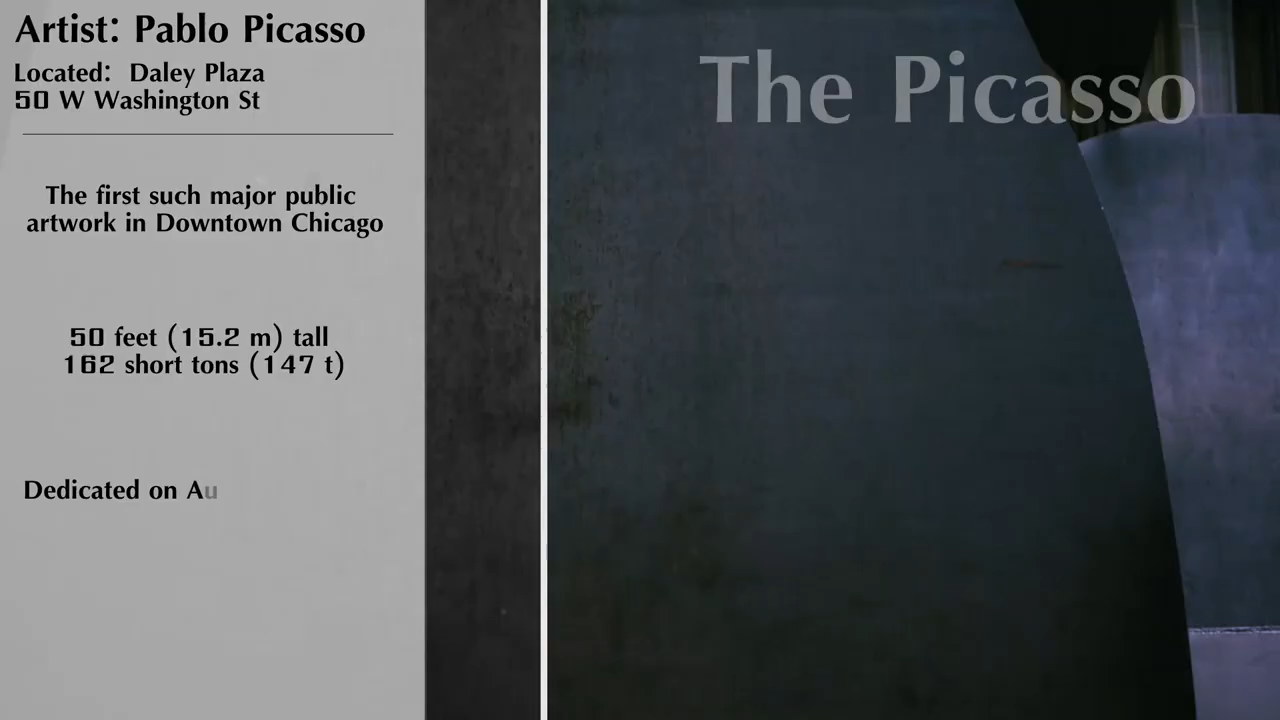 Artist: Pablo Picasso
Located: Daley Plaza
50 W Washington St
The first such major public
artwork in Downtown Chicago
50 feet (15.2 m) tall
162 short tons (147 t)
Dedicated on Au
The Picasso